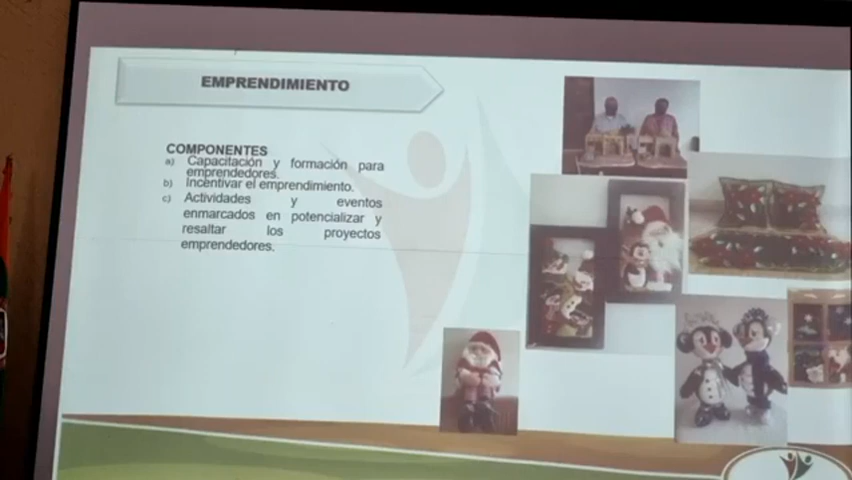 EMPRENDIMIENTO
COMPONENTES
a) Capacitación y formación para
emprendedores.
b) Incentivar el emprendimiento.
c) Actividades y eventos
enmarcados en potencializar y
resaltar los proyectos
emprendedores.